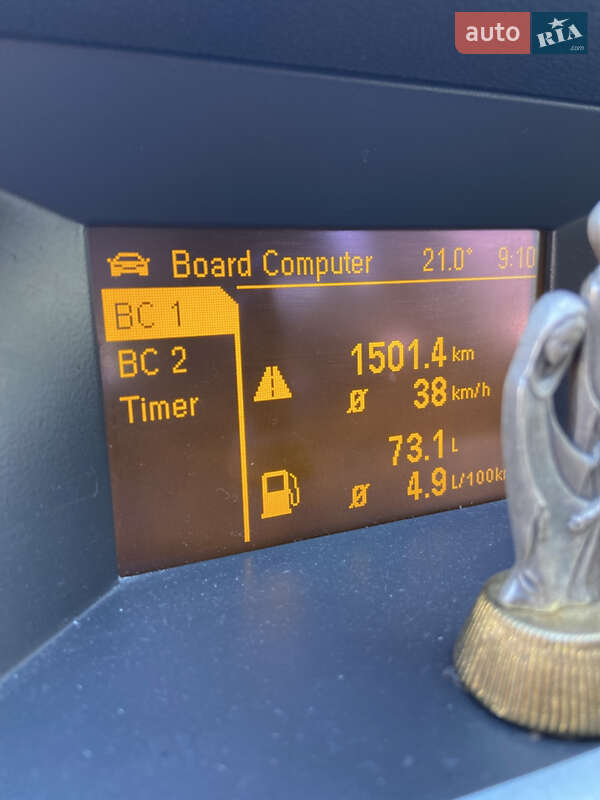 auto RIA .com
Board Computer 21.0° 9:10
BC 1
BC 2
Timer
1501.4 km
Ø 38 km/h
73.1 L
Ø 4.9 L/100k